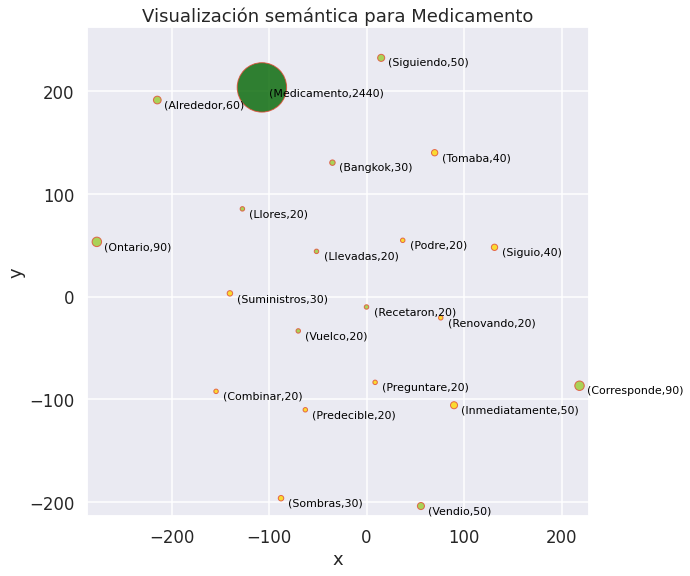 Visualización semántica para Medicamento
200
100
0
−100
−200
y
(Siguiendo,50)
(Medicamento,2440)
(Alrededor,60)
(Tomaba,40)
(Bangkok,30)
(Llores,20)
(Podre,20)
(Ontario,90)
(Siguio,40)
(Llevadas,20)
(Suministros,30)
(Recetaron,20)
(Renovando,20)
(Vuelco,20)
(Preguntare,20)
(Corresponde,90)
(Combinar,20)
(Inmediatamente,50)
(Predecible,20)
(Sombras,30)
(Vendio,50)
−200
−100
0
100
200
x